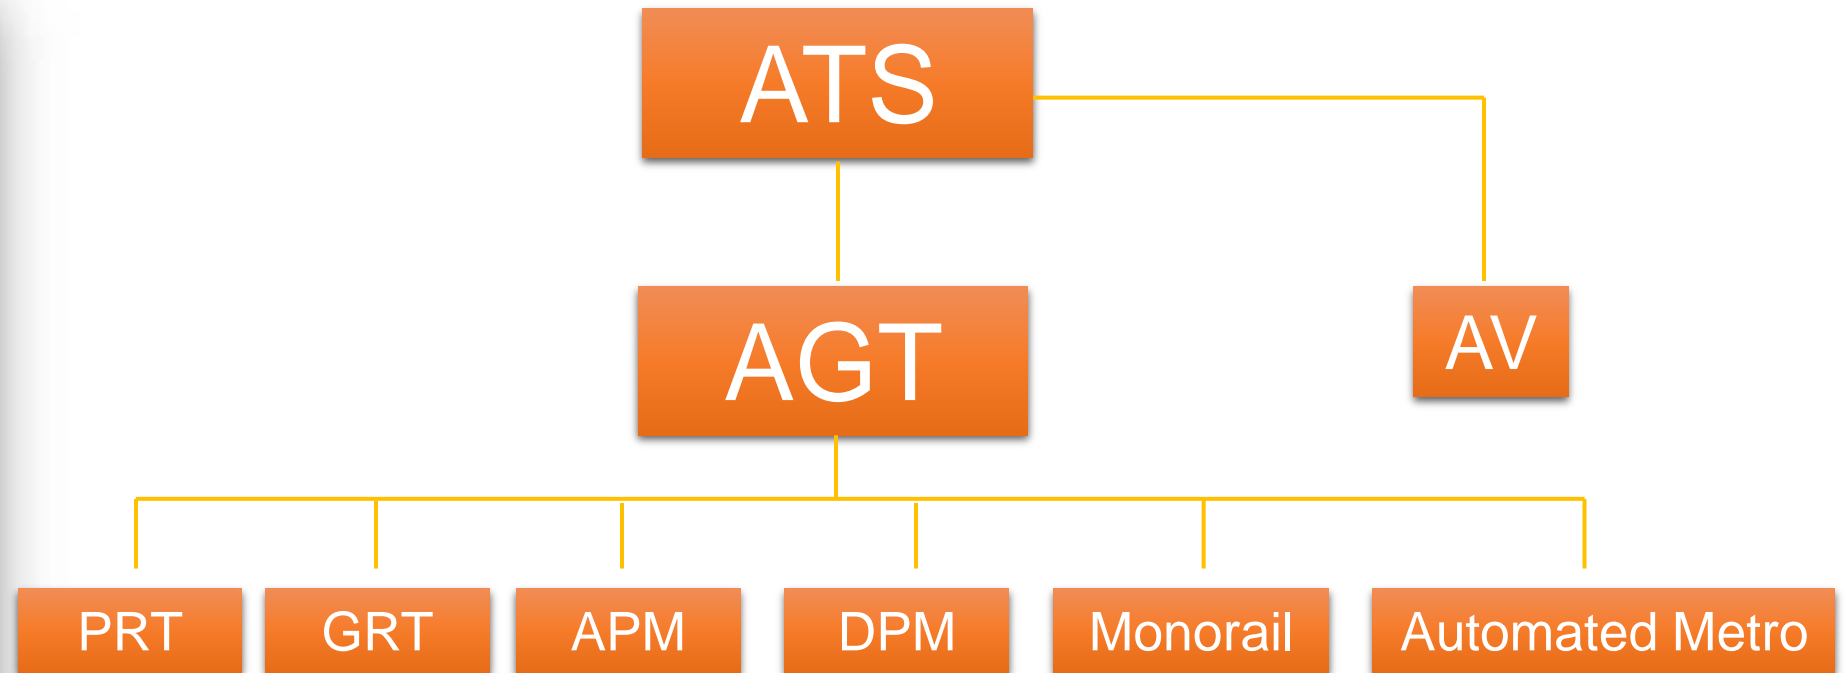 ATS
AGT
AV
PRT
GRT
APM
DPM
Monorail
Automated Metro